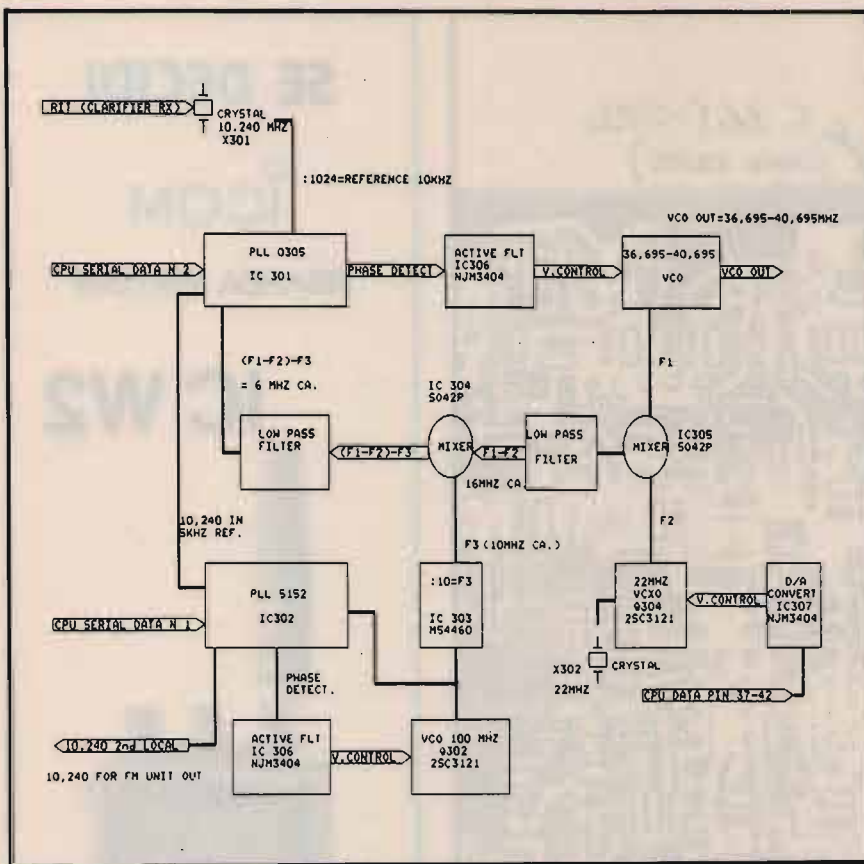 RIT (CLARIFIER RX)
CRYSTAL
10.240 MHZ
X301
:1024=REFERENCE 10KHZ
VCO OUT=36,695-40,695MHZ
CPU SERIAL DATA N 2
PLL 0305
IC 301
PHASE DETECT
ACTIVE FLT
IC306
NJM3404
V.CONTROL
36,695-40,695
VCO
VCO OUT
(F1-F2)-F3
= 6 MHZ CA.
F1
IC 304
S042P
LOW PASS
FILTER
(F1-F2)-F3
MIXER
F1-F2
LOW PASS
FILTER
MIXER
IC305
S042P
16MHZ CA.
10,240 IN
5KHZ REF.
F3 (10MHZ CA.)
F2
PLL 5152
IC302
:10=F3
IC 303
M54460
22MHZ
VCXO
Q304
2SC3121
V.CONTROL
D/A
CONVERT
IC307
NJM3404
CPU SERIAL DATA N 1
X302
CRYSTAL
22MHZ
CPU DATA PIN 37-42
PHASE
DETECT.
10,240 2nd LOCAL
10,240 FOR FM UNIT OUT
ACTIVE FLT
IC 306
NJM3404
V.CONTROL
VCO 100 MHZ
Q302
2SC3121